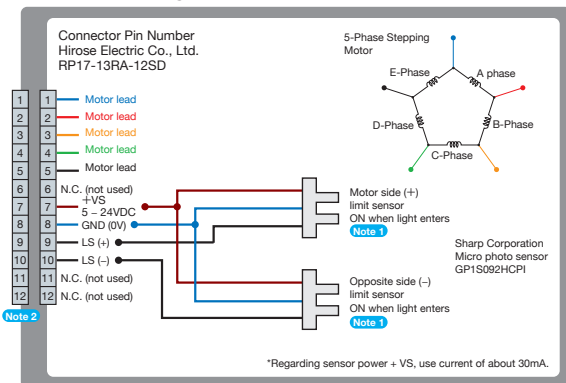 Connector Pin Number
Hirose Electric Co., Ltd.
RP17-13RA-12SD
5-Phase Stepping
Motor
E-Phase
A phase
D-Phase
B-Phase
C-Phase
1 1 Motor lead
2 2 Motor lead
3 3 Motor lead
4 4 Motor lead
5 5 Motor lead
6 6 N.C. (not used)
7 7 +VS
5 – 24VDC
8 8 GND (0V)
9 9 LS (+)
10 10 LS (–)
11 11 N.C. (not used)
12 12 N.C. (not used)
Note 2
Motor side (+)
limit sensor
ON when light enters
Note 1
Sharp Corporation
Micro photo sensor
GP1S092HCPI
Opposite side (–)
limit sensor
ON when light enters
Note 1
*Regarding sensor power + VS, use current of about 30mA.